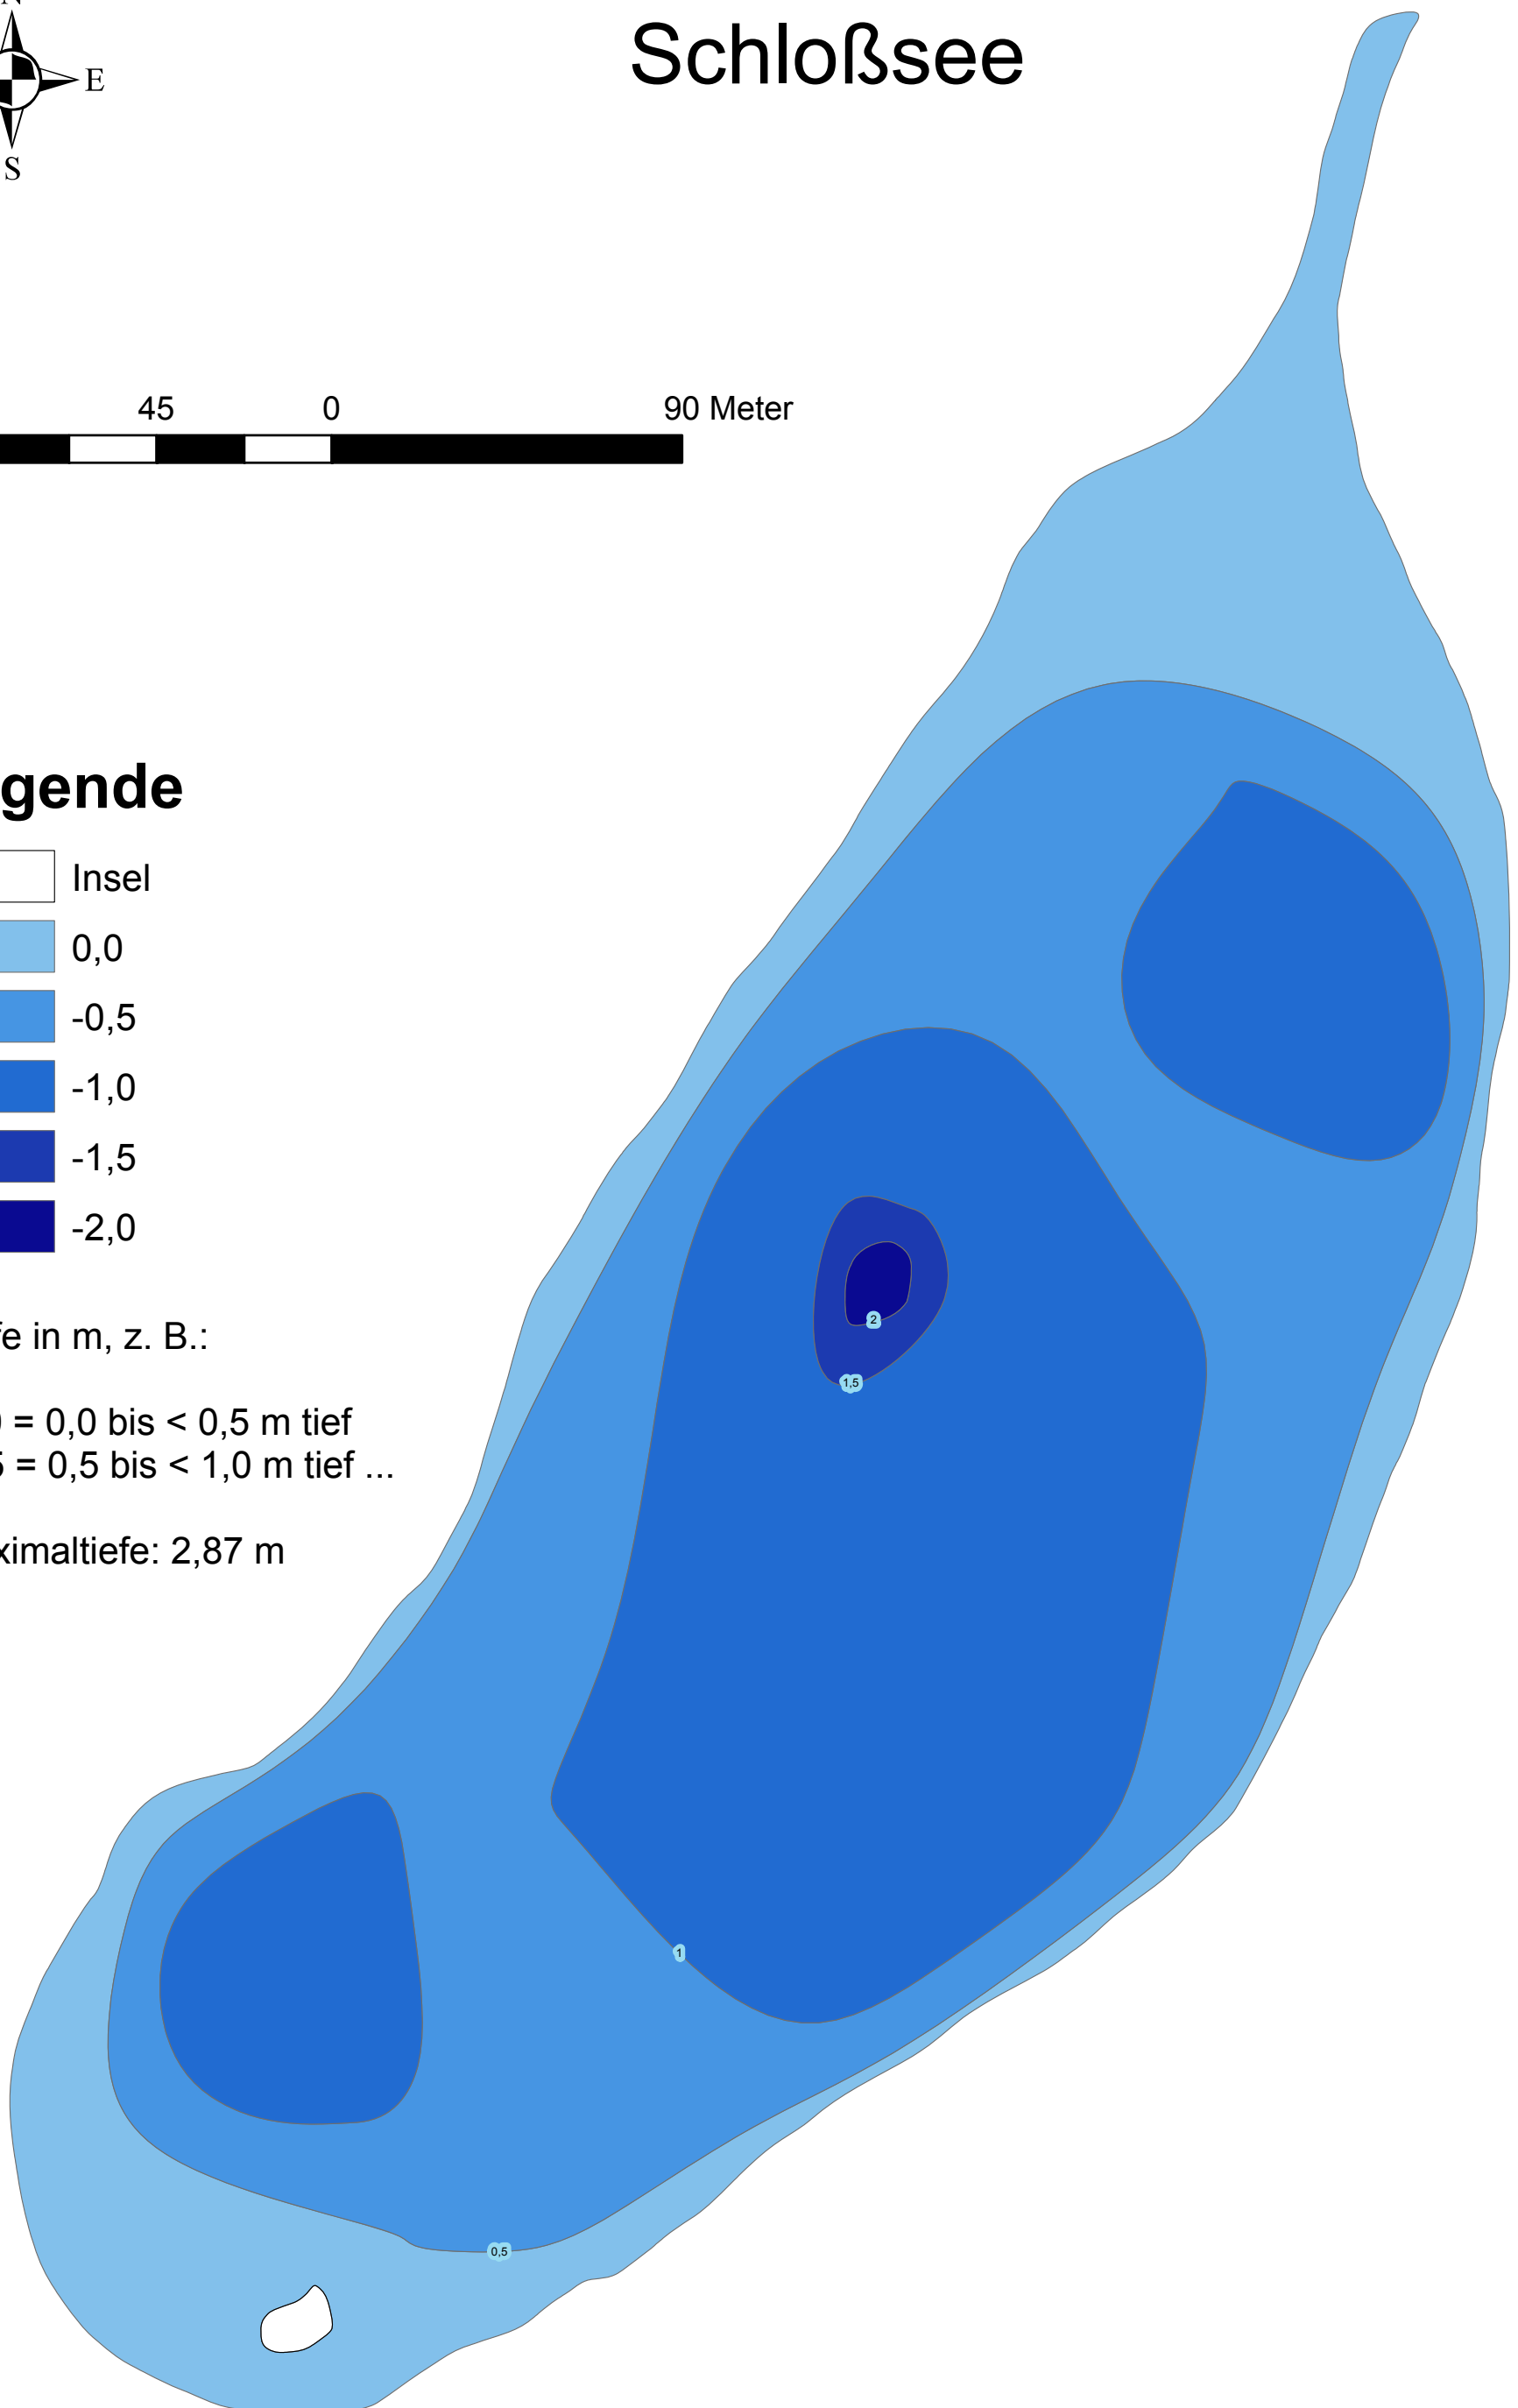 N
Schloßsee
E
S
45 0 90 Meter
gende
Insel
0,0
-0,5
-1,0
-1,5
-2,0
fe in m, z. B.:
0 = 0,0 bis < 0,5 m tief
5 = 0,5 bis < 1,0 m tief ...
ximaltiefe: 2,87 m
2
1,5
1
0,5